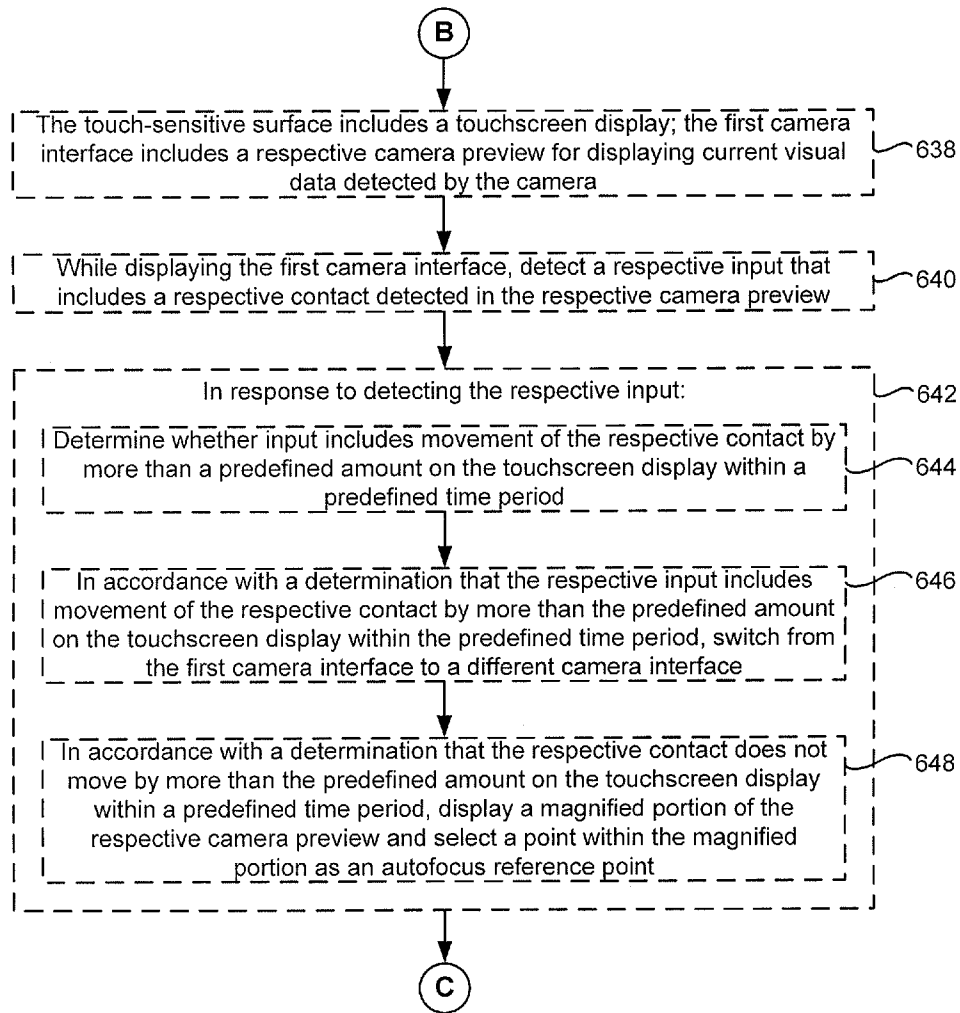 B
The touch-sensitive surface includes a touchscreen display; the first camera
interface includes a respective camera preview for displaying current visual
data detected by the camera
638
While displaying the first camera interface, detect a respective input that
includes a respective contact detected in the respective camera preview
640
In response to detecting the respective input:
642
Determine whether input includes movement of the respective contact by
more than a predefined amount on the touchscreen display within a
predefined time period
644
In accordance with a determination that the respective input includes
movement of the respective contact by more than the predefined amount
on the touchscreen display within the predefined time period, switch from
the first camera interface to a different camera interface
646
In accordance with a determination that the respective contact does not
move by more than the predefined amount on the touchscreen display
within a predefined time period, display a magnified portion of the
respective camera preview and select a point within the magnified
portion as an autofocus reference point
648
C